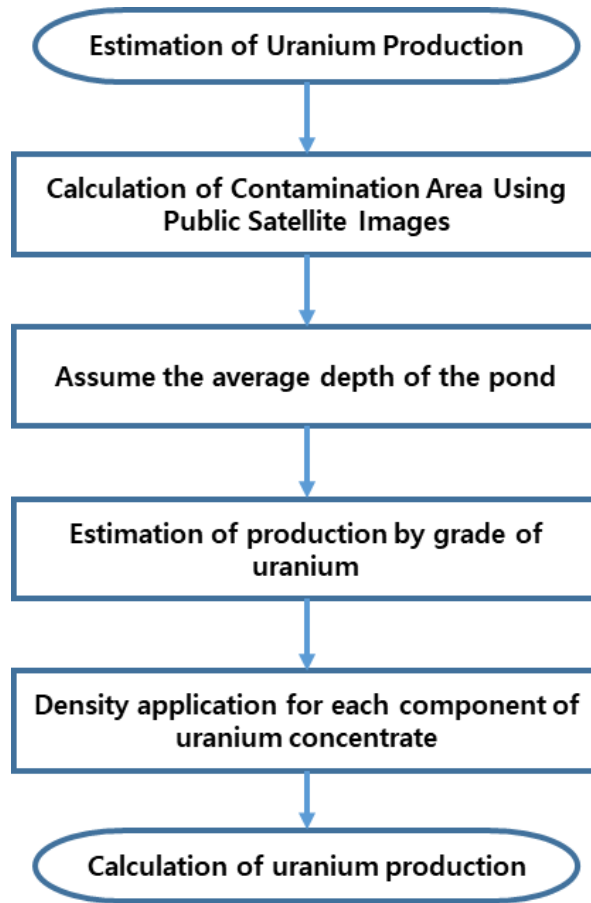 Estimation of Uranium Production
Calculation of Contamination Area Using
Public Satellite Images
Assume the average depth of the pond
Estimation of production by grade of
uranium
Density application for each component of
uranium concentrate
Calculation of uranium production